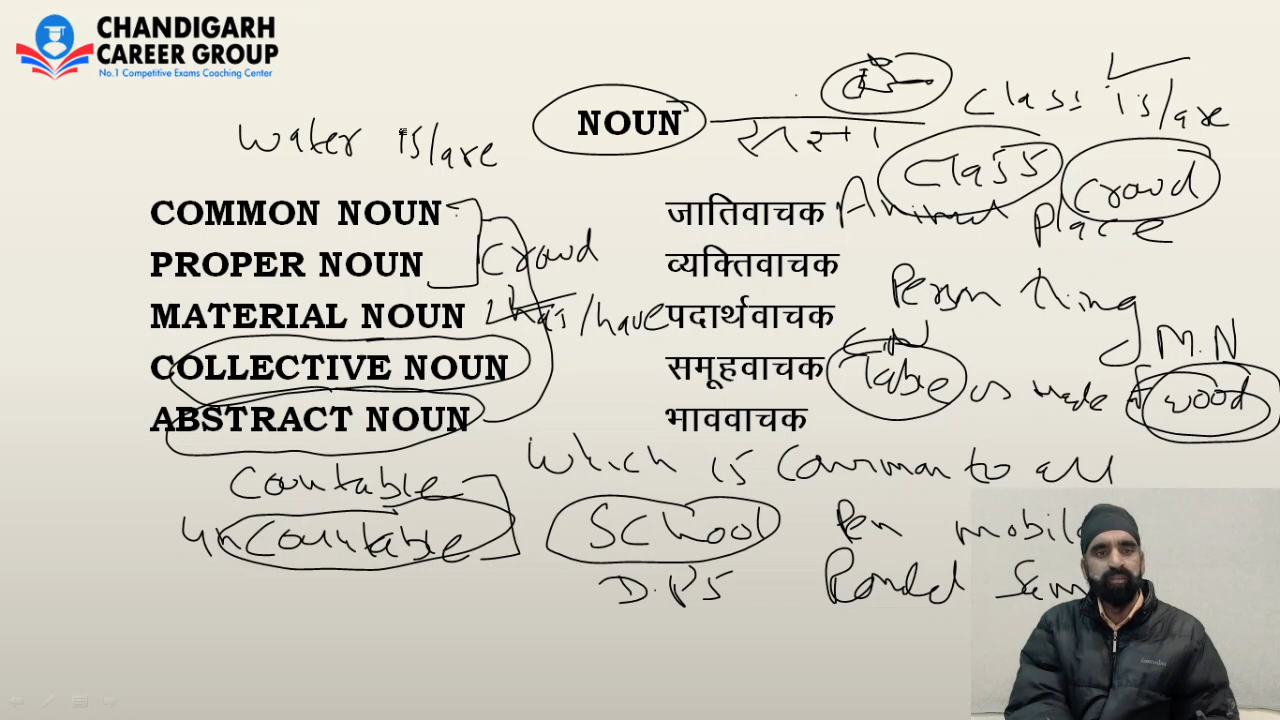 CHANDIGARH
CAREER GROUP
No.1 Competitive Exams Coaching Center
Class is/are
NOUN
Water is/are
Class
Crowd
COMMON NOUN
जातिवाचक
Animal Place
PROPER NOUN
Crowd
व्यक्तिवाचक
Person thing
MATERIAL NOUN
has/have
पदार्थवाचक
M.N
COLLECTIVE NOUN
समूहवाचक
Table is made of wood
ABSTRACT NOUN
भाववाचक
Which is Common to all
Countable
uncountable
School
Pen mobile
D.P.S